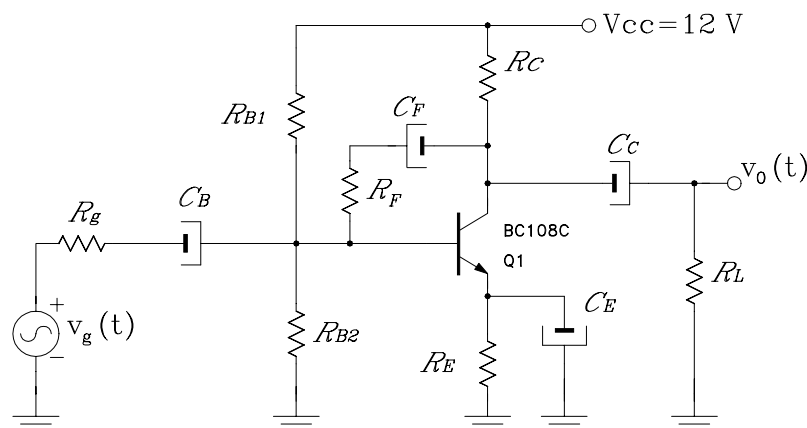 Vcc=12 V
RC
RB1
CF
RF
CC
v0(t)
Rg
CB
BC108C
Q1
RL
+
vg(t)
−
RB2
RE
CE